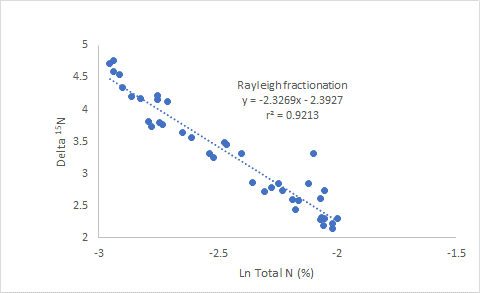 5
4.5
4
3.5
3
2.5
2
Delta ¹⁵N
Rayleigh fractionation
y = -2.3269x - 2.3927
r² = 0.9213
-3
-2.5
-2
-1.5
Ln Total N (%)